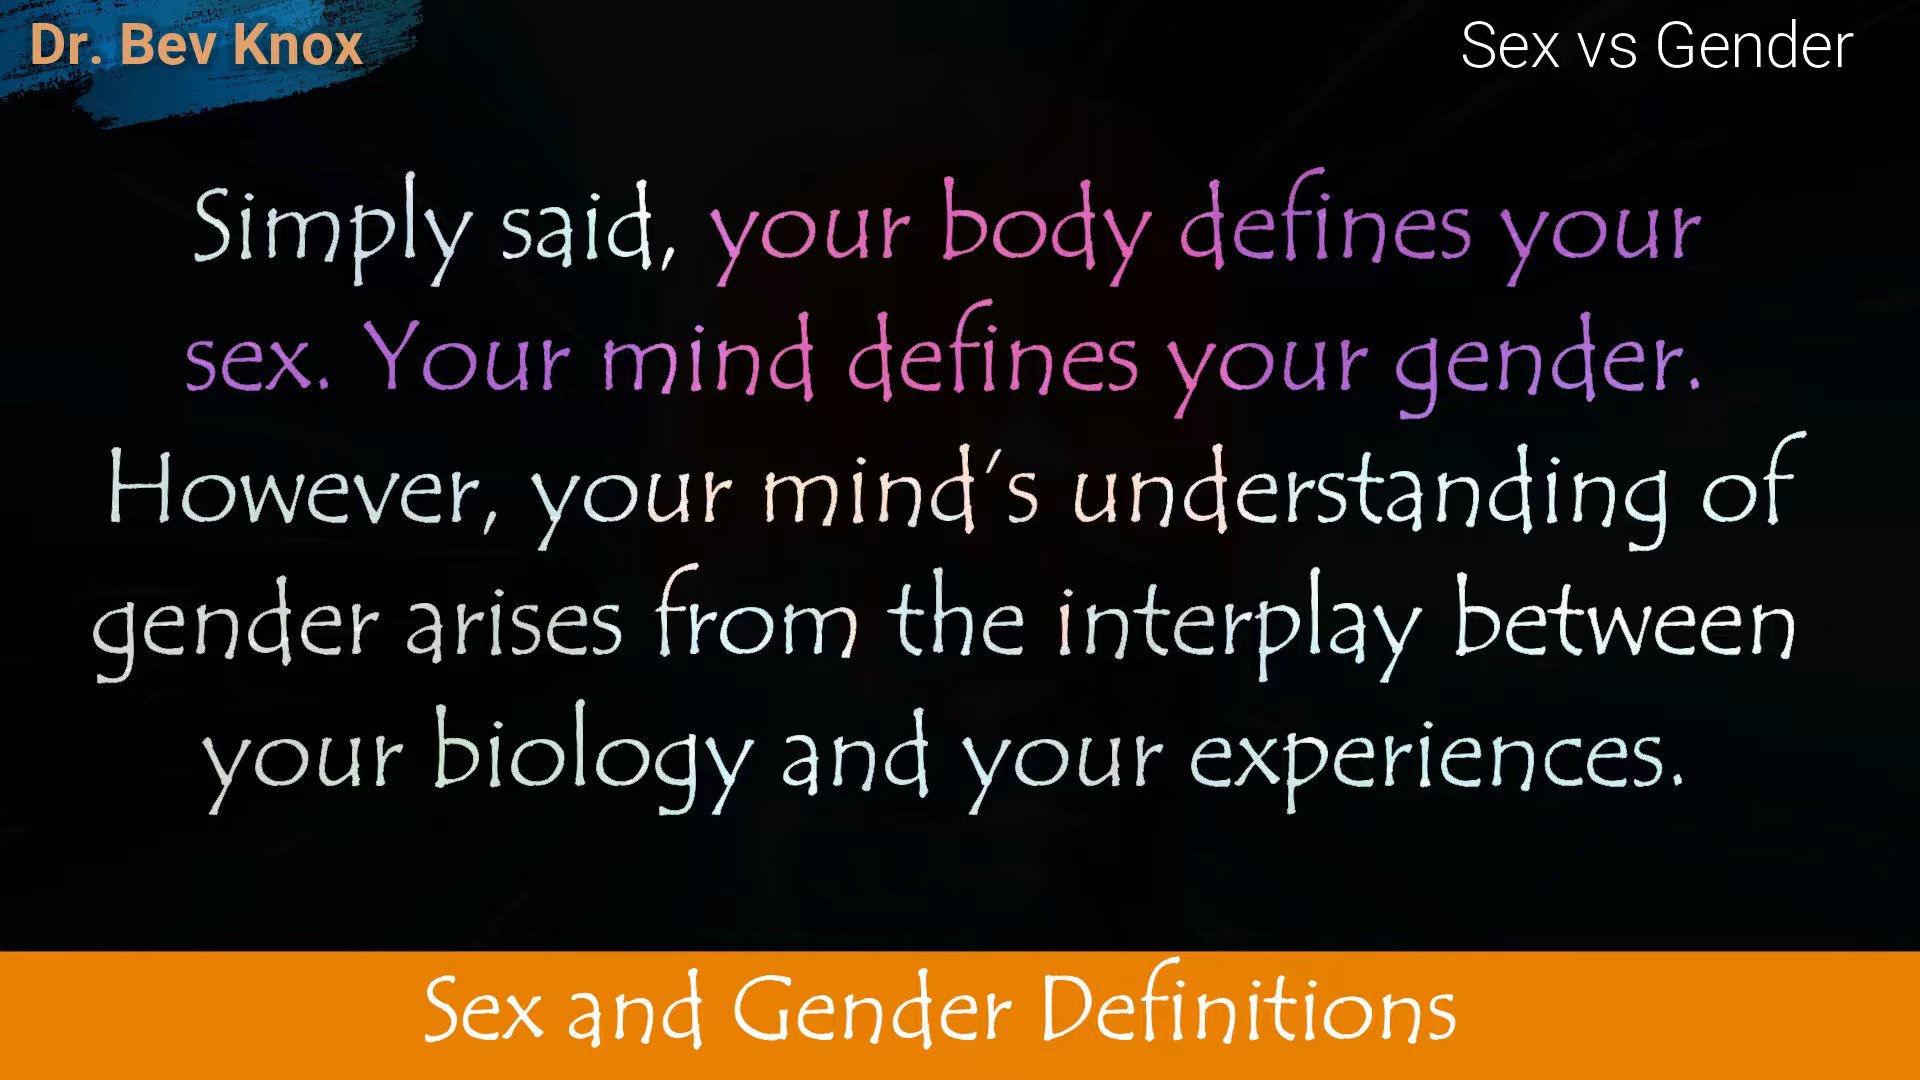 Dr. Bev Knox
Sex vs Gender
Simply said, your body defines your
sex. Your mind defines your gender.
However, your mind's understanding of
gender arises from the interplay between
your biology and your experiences.
Sex and Gender Definitions